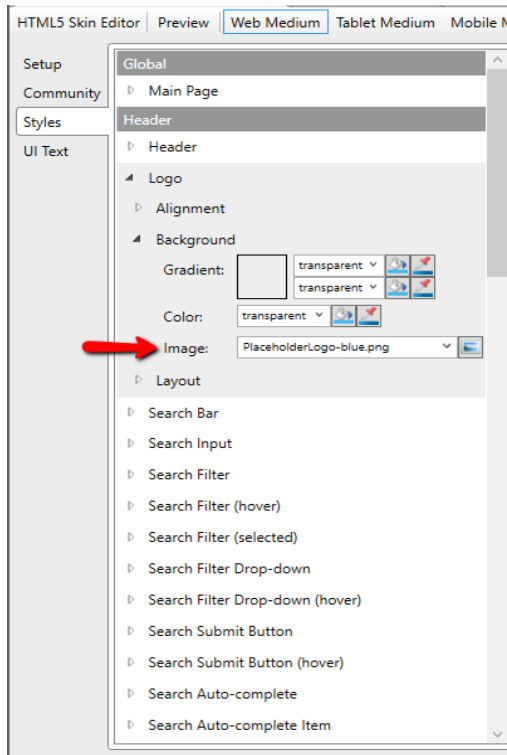 HTML5 Skin Editor Preview Web Medium Tablet Medium Mobile M
Setup
Community
Styles
UI Text
Global
Main Page
Header
Header
Logo
Alignment
Background
Gradient: transparent
transparent
Color: transparent
Image: PlaceholderLogo-blue.png
Layout
Search Bar
Search Input
Search Filter
Search Filter (hover)
Search Filter (selected)
Search Filter Drop-down
Search Filter Drop-down (hover)
Search Submit Button
Search Submit Button (hover)
Search Auto-complete
Search Auto-complete Item